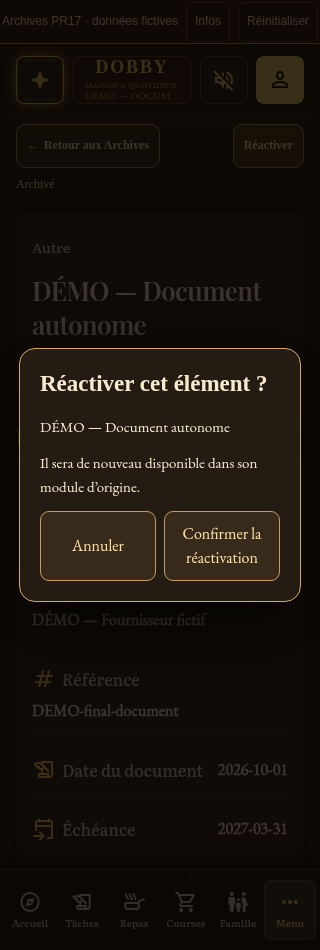 Archives PR17 · données fictives Infos Réinitialiser
DOBBY
MAISON & QUOTIDIEN
DÉMO — DOCUM…
← Retour aux Archives Réactiver
Archivé
Autre
DÉMO — Document
autonome
Réactiver cet élément ?
DÉMO — Document autonome
Il sera de nouveau disponible dans son
module d’origine.
Annuler Confirmer la
réactivation
DÉMO — Fournisseur fictif
Référence
DEMO-final-document
Date du document 2026-10-01
Échéance 2027-03-31
Accueil Tâches Repas Courses Famille Menu